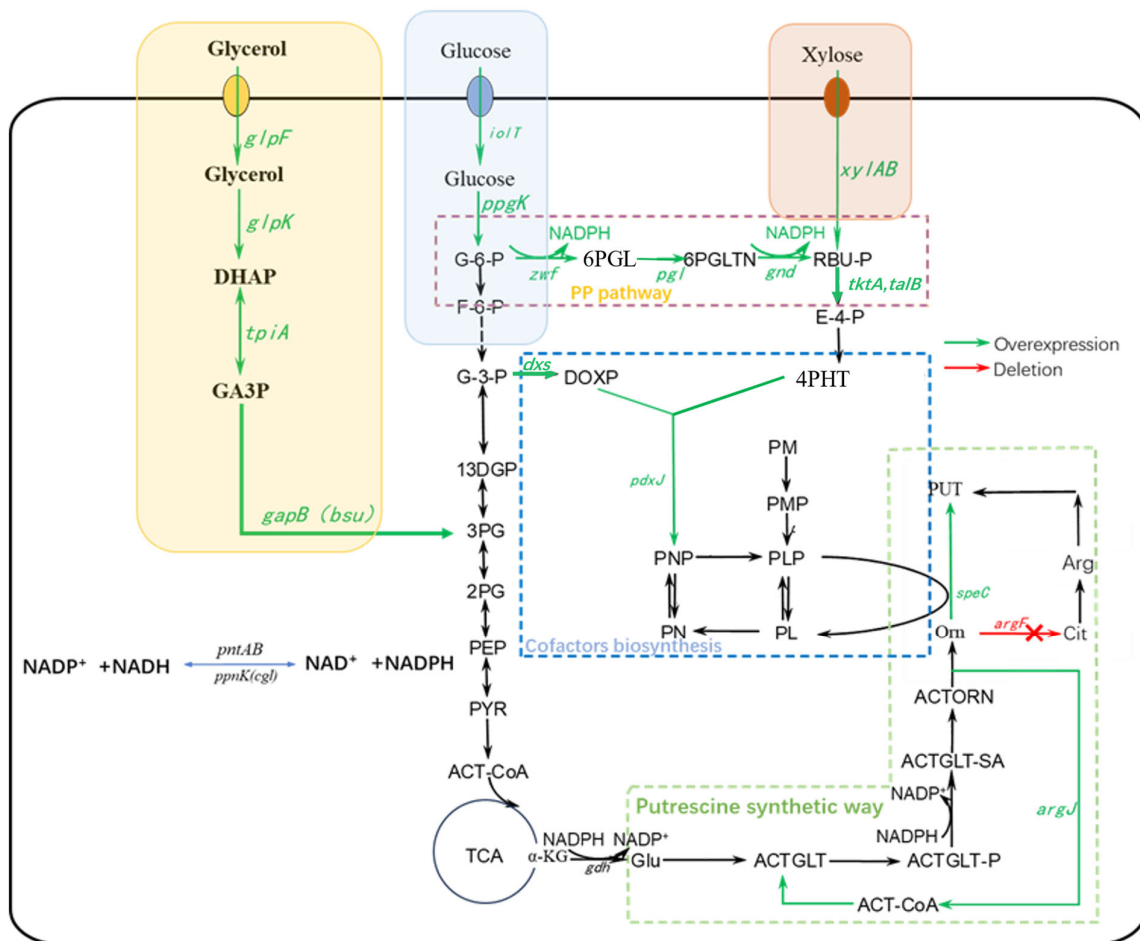 Glycerol
Glucose
Xylose
glpF
iolT
xylAB
Glycerol
Glucose
glpK
ppgK
NADPH
NADPH
DHAP
G-6-P
6PGL
6PGLTN
RBU-P
zwf
pgl
gnd
tktA,talB
PP pathway
tpiA
F-6-P
E-4-P
Overexpression
Deletion
GA3P
G-3-P
dxs
DOXP
4PHT
PM
13DGP
pdxJ
PMP
PUT
gapB (bsu)
3PG
PNP
PLP
Arg
2PG
speC
PN
PL
Orn
argF
Cit
Cofactors biosynthesis
PEP
NADP⁺ +NADH
pntAB
ppnK(cgl)
NAD⁺ +NADPH
PYR
ACTORN
ACT-CoA
ACTGLT-SA
NADP⁺
Putrescine synthetic way
argJ
NADPH
TCA
NADPH
NADP⁺
α-KG
gdh
Glu
ACTGLT
ACTGLT-P
ACT-CoA